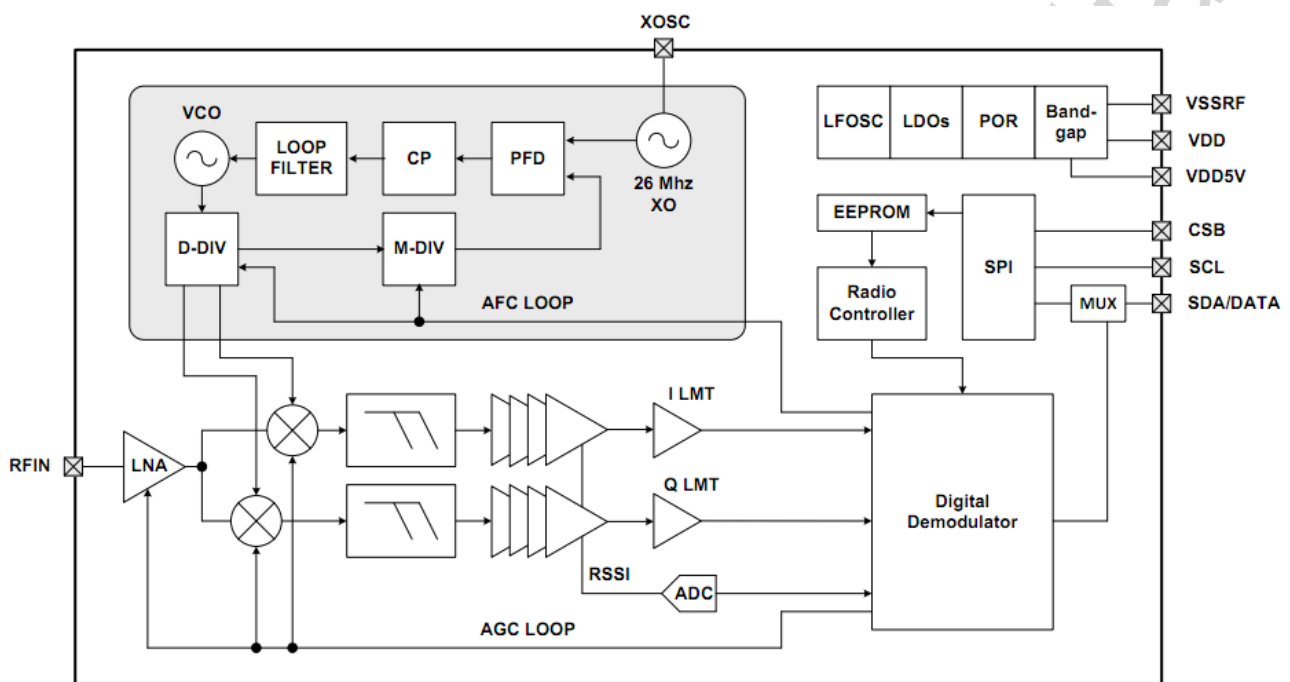 XOSC
VCO
LOOP
FILTER
CP
PFD
26 Mhz
XO
D-DIV
M-DIV
AFC LOOP
LFOSC
LDOs
POR
Band-
gap
VSSRF
VDD
VDD5V
EEPROM
SPI
CSB
SCL
Radio
Controller
MUX
SDA/DATA
I LMT
RFIN
LNA
Q LMT
Digital
Demodulator
RSSI
ADC
AGC LOOP